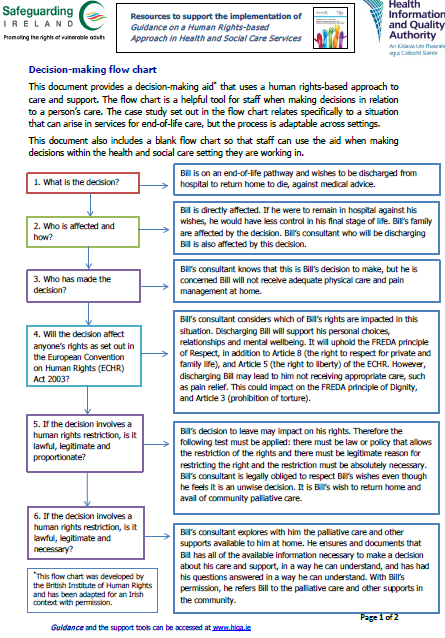 Safeguarding
IRELAND
Promoting the rights of vulnerable adults
Resources to support the implementation of
Guidance on a Human Rights-based
Approach in Health and Social Care Services
Health
Information
and Quality
Authority
An tÚdarás Um Fhaisnéis
agus Cáilíocht Sláinte
Decision-making flow chart
This document provides a decision-making aid* that uses a human rights-based approach to
care and support. The flow chart is a helpful tool for staff when making decisions in relation
to a person's care. The case study set out in the flow chart relates specifically to a situation
that can arise in services for end-of-life care, but the process is adaptable across settings.
This document also includes a blank flow chart so that staff can use the aid when making
decisions within the health and social care setting they are working in.
1. What is the decision?
Bill is on an end-of-life pathway and wishes to be discharged from
hospital to return home to die, against medical advice.
2. Who is affected and
how?
Bill is directly affected. If he were to remain in hospital against his
wishes, he would have less control in his final stage of life. Bill's family
are affected by the decision. Bill's consultant who will be discharging
Bill is also affected by this decision.
3. Who has made the
decision?
Bill's consultant knows that this is Bill's decision to make, but he is
concerned Bill will not receive adequate physical care and pain
management at home.
4. Will the decision affect
anyone's rights as set out in
the European Convention
on Human Rights (ECHR)
Act 2003?
Bill's consultant considers which of Bill's rights are impacted in this
situation. Discharging Bill will support his personal choices,
relationships and mental wellbeing. It will uphold the FREDA principle
of Respect, in addition to Article 8 (the right to respect for private and
family life), and Article 5 (the right to liberty) of the ECHR. However,
discharging Bill may lead to him not receiving appropriate care, such
as pain relief. This could impact on the FREDA principle of Dignity,
and Article 3 (prohibition of torture).
5. If the decision involves a
human rights restriction, is it
lawful, legitimate and
proportionate?
Bill's decision to leave may impact on his rights. Therefore the
following test must be applied: there must be law or policy that allows
the restriction of the rights and there must be legitimate reason for
restricting the right and the restriction must be absolutely necessary.
Bill's consultant is legally obliged to respect Bill's wishes even though
he feels it is an unwise decision. It is Bill's wish to return home and
avail of community palliative care.
6. If the decision involves a
human rights restriction, is it
lawful, legitimate and
necessary?
Bill's consultant explores with him the palliative care and other
supports available to him at home. He ensures and documents that
Bill has all of the available information necessary to make a decision
about his care and support, in a way he can understand, and has had
his questions answered in a way he can understand. With Bill's
permission, he refers Bill to the palliative care and other supports in
the community.
*This flow chart was developed by
the British Institute of Human Rights
and has been adapted for an Irish
context with permission.
Page 1 of 2
Guidance and the support tools can be accessed at www.hiqa.ie